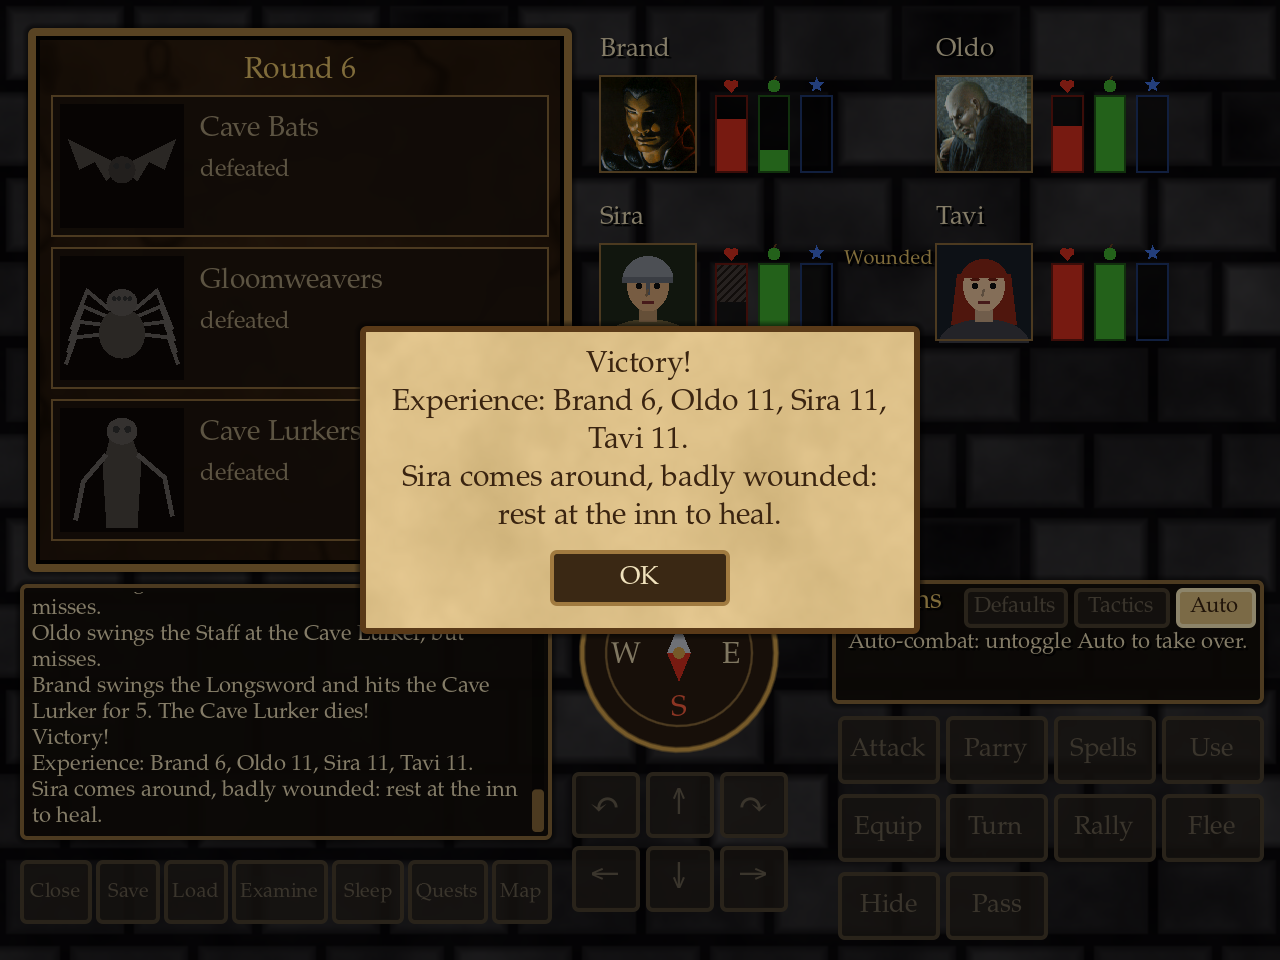 Round 6
Cave Bats
defeated
Gloomweavers
defeated
Cave Lurkers
defeated
Brand
Oldo
Sira
Wounded
Tavi
Victory!
Experience: Brand 6, Oldo 11, Sira 11,
Tavi 11.
Sira comes around, badly wounded:
rest at the inn to heal.
OK
misses.
Oldo swings the Staff at the Cave Lurker, but
misses.
Brand swings the Longsword and hits the Cave
Lurker for 5. The Cave Lurker dies!
Victory!
Experience: Brand 6, Oldo 11, Sira 11, Tavi 11.
Sira comes around, badly wounded: rest at the inn
to heal.
Close Save Load Examine Sleep Quests Map
W E
S
Defaults Tactics Auto
Auto-combat: untoggle Auto to take over.
Attack Parry Spells Use
Equip Turn Rally Flee
Hide Pass